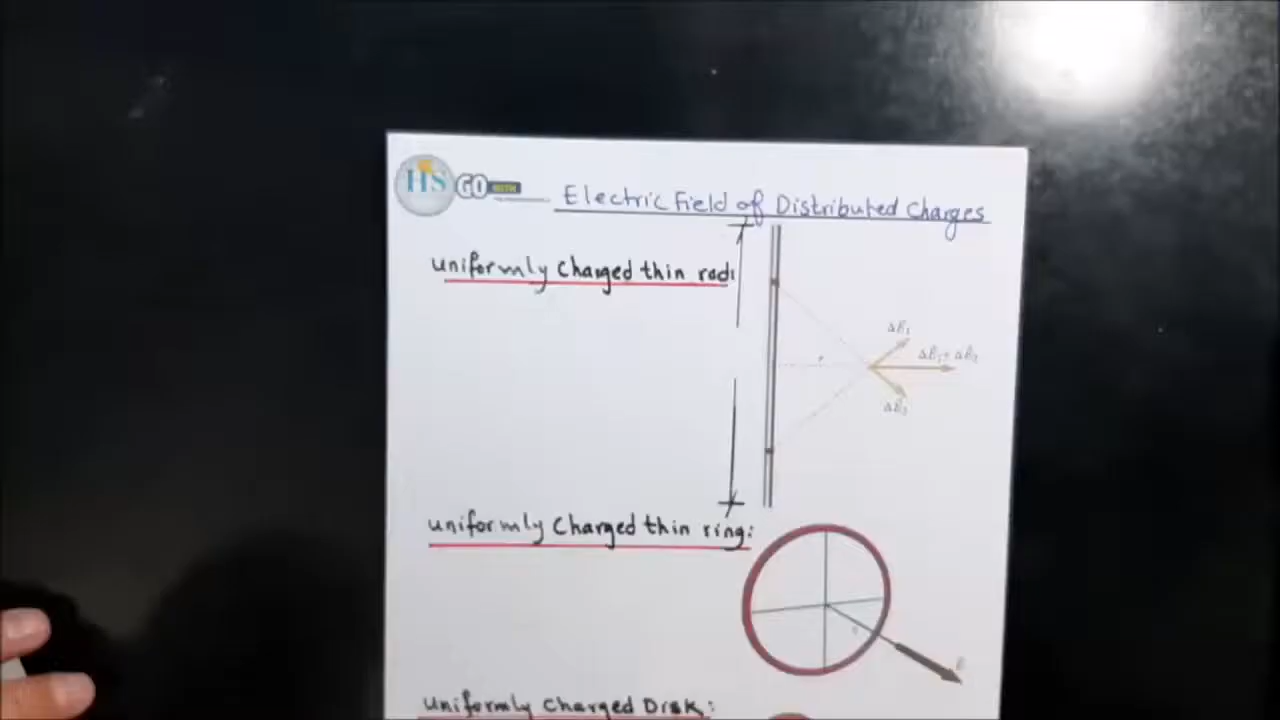 HS GO WITH
Electric Field of Distributed Charges
uniformly Charged thin rod:
ΔE₁
r
ΔE₁+ΔE₂
ΔE₂
uniformly Charged thin ring:
E
uniformly Charged Disk: